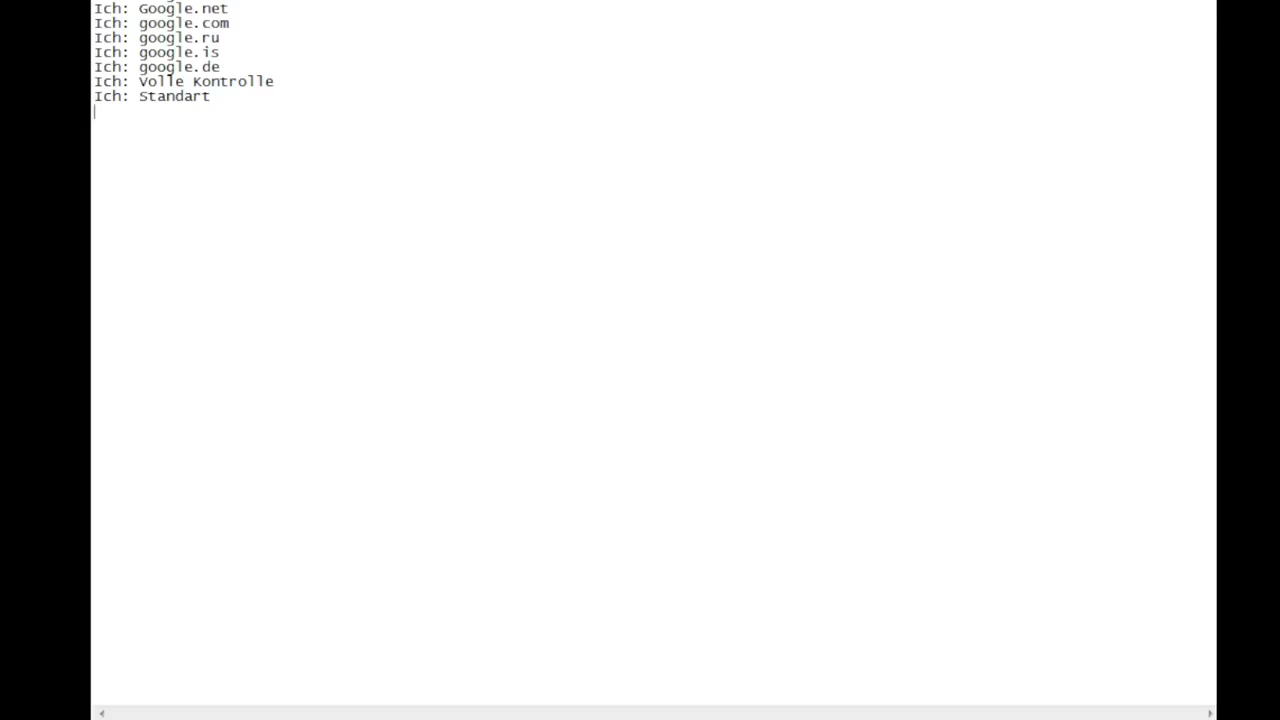 Ich: Google.net
Ich: google.com
Ich: google.ru
Ich: google.is
Ich: google.de
Ich: Volle Kontrolle
Ich: Standart